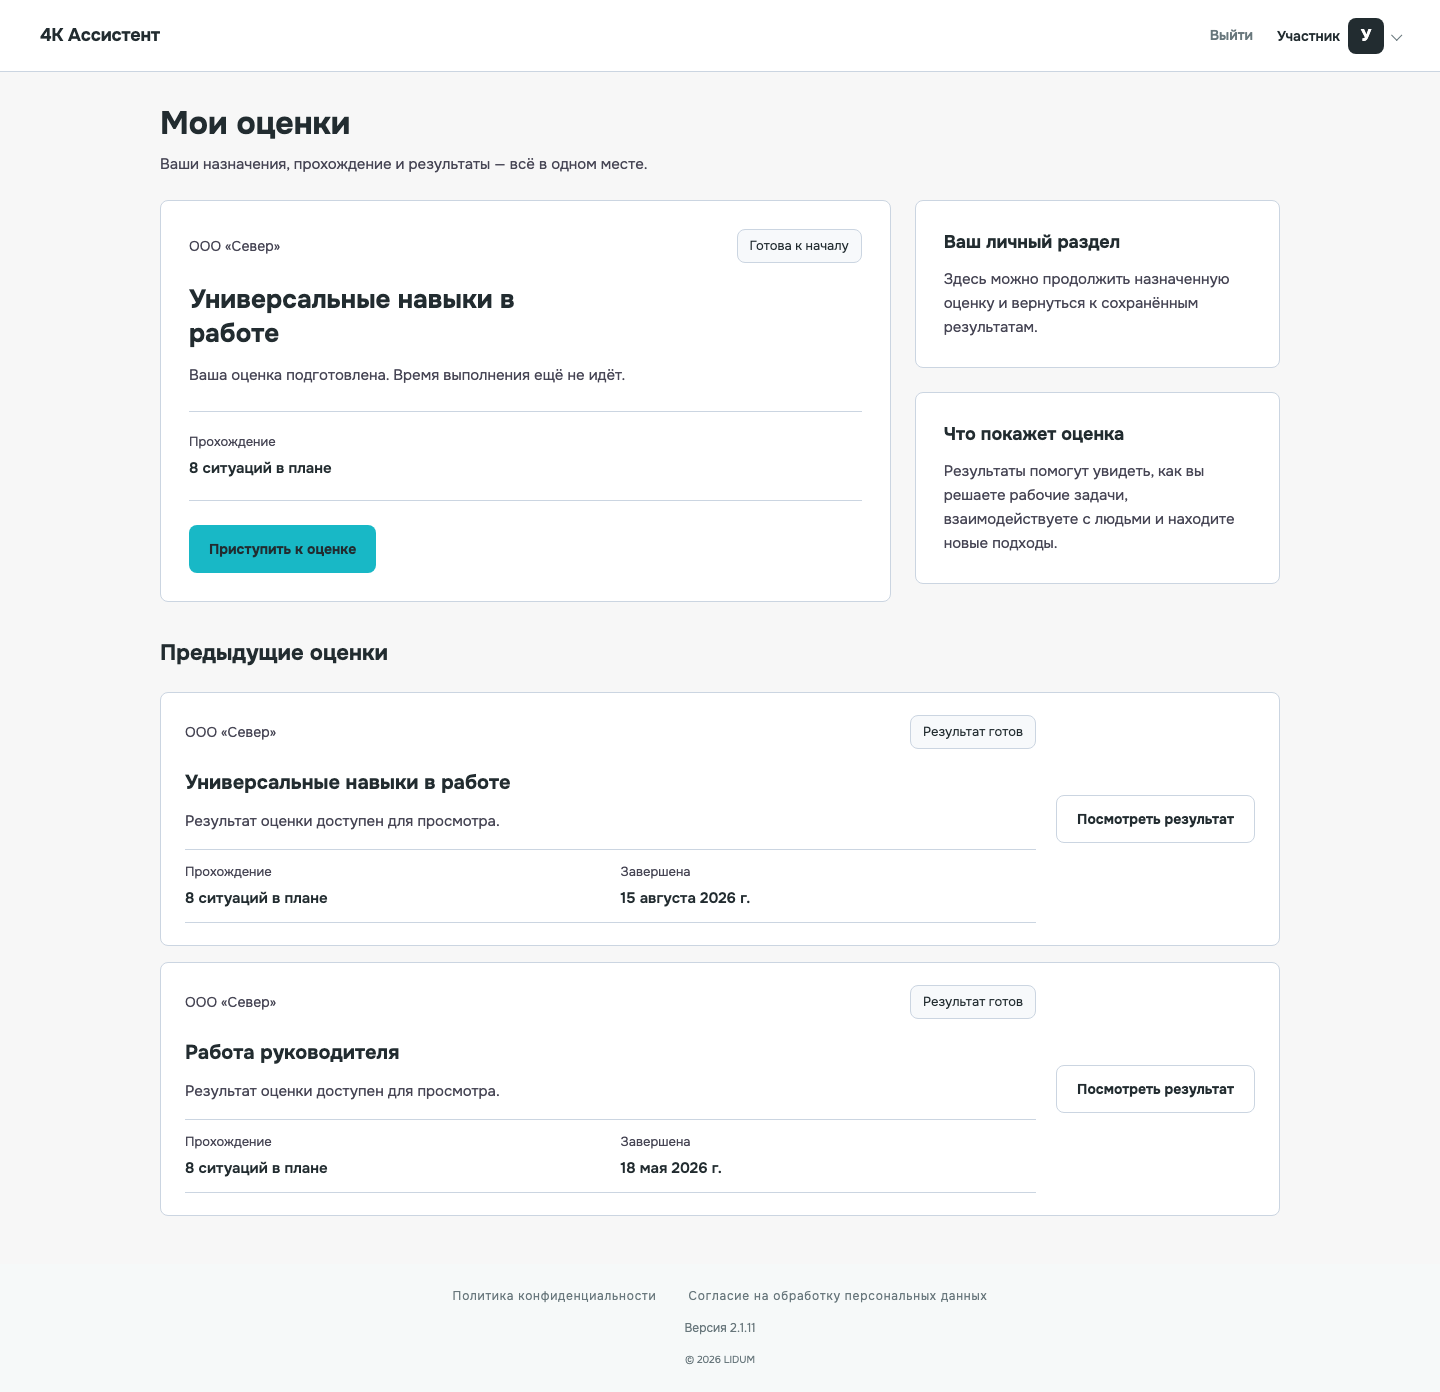 4K Ассистент
Выйти
Участник
У
Мои оценки
Ваши назначения, прохождение и результаты — всё в одном месте.
ООО «Север»
Готова к началу
Универсальные навыки в
работе
Ваша оценка подготовлена. Время выполнения ещё не идёт.
Прохождение
8 ситуаций в плане
Приступить к оценке
Ваш личный раздел
Здесь можно продолжить назначенную
оценку и вернуться к сохранённым
результатам.
Что покажет оценка
Результаты помогут увидеть, как вы
решаете рабочие задачи,
взаимодействуете с людьми и находите
новые подходы.
Предыдущие оценки
ООО «Север»
Результат готов
Универсальные навыки в работе
Результат оценки доступен для просмотра.
Прохождение
8 ситуаций в плане
Завершена
15 августа 2026 г.
Посмотреть результат
ООО «Север»
Результат готов
Работа руководителя
Результат оценки доступен для просмотра.
Прохождение
8 ситуаций в плане
Завершена
18 мая 2026 г.
Посмотреть результат
Политика конфиденциальности
Согласие на обработку персональных данных
Версия 2.1.11
© 2026 LIDUM